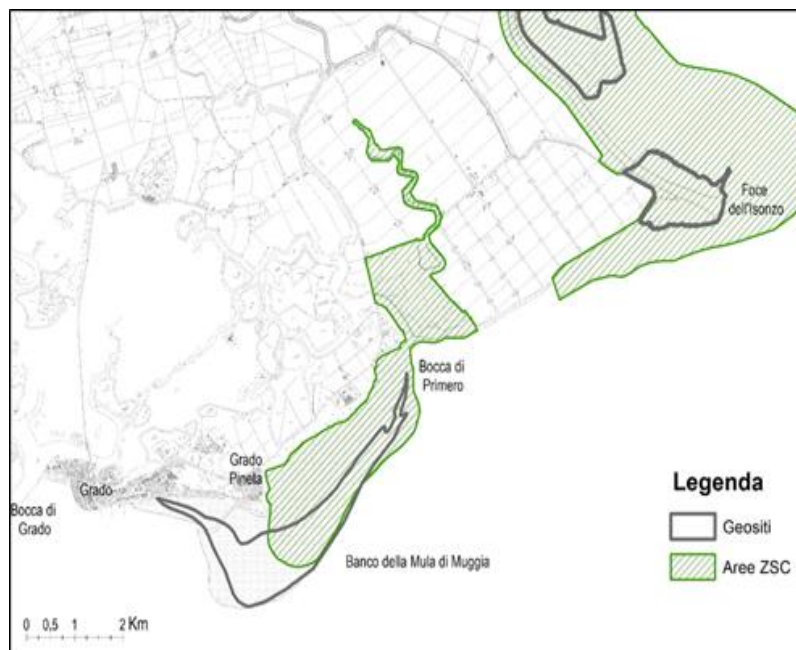 Foce
dell'Isonzo
Bocca di
Primero
Grado
Pineta
Grado
Bocca di
Grado
Banco della Mula di Muggia
Legenda
Geositi
Aree ZSC
0 0,5 1 2 Km